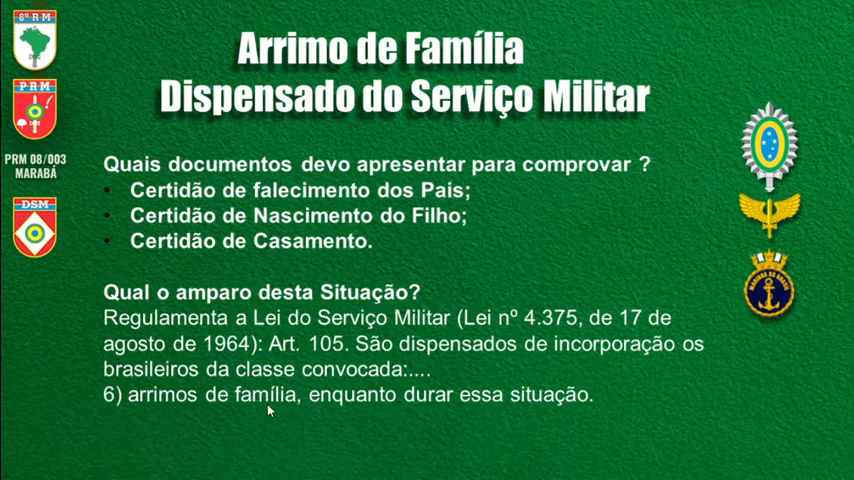 8ª R M
Arrimo de Família
Dispensado do Serviço Militar
P R M
PRM 08/003
MARABÁ
DSM
Quais documentos devo apresentar para comprovar ?
• Certidão de falecimento dos Pais;
• Certidão de Nascimento do Filho;
• Certidão de Casamento.
Qual o amparo desta Situação?
Regulamenta a Lei do Serviço Militar (Lei nº 4.375, de 17 de
agosto de 1964): Art. 105. São dispensados de incorporação os
brasileiros da classe convocada:....
6) arrimos de família, enquanto durar essa situação.
MARINHA DO BRASIL